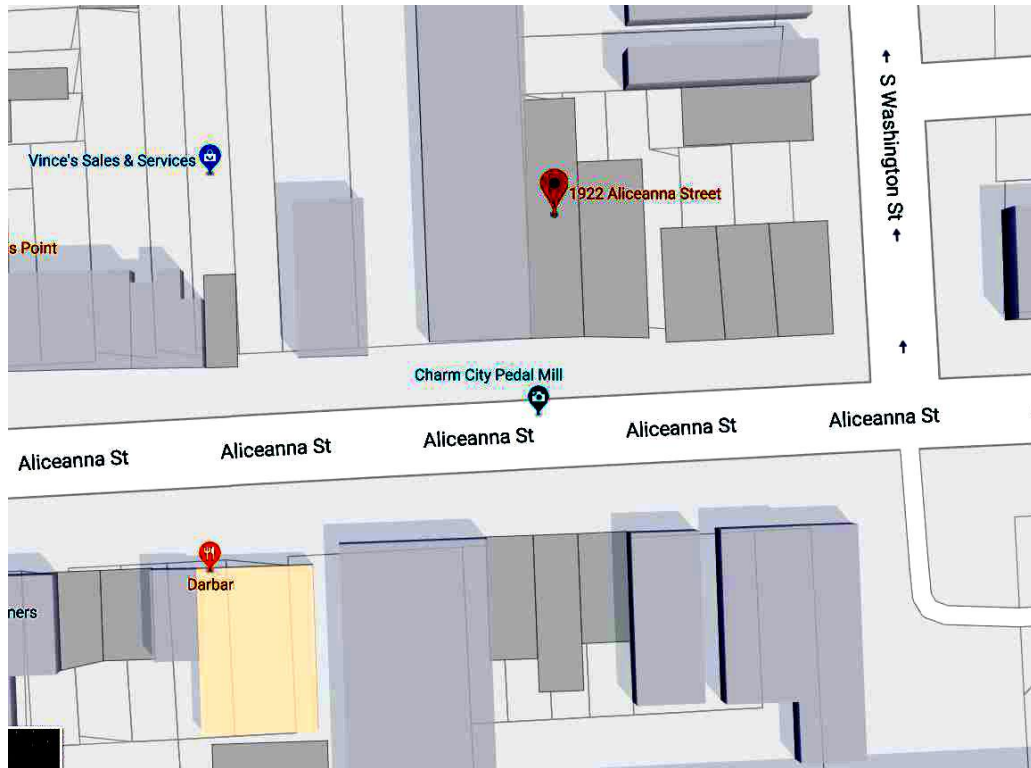 S Washington St
Vince's Sales & Services
1922 Aliceanna Street
s Point
Charm City Pedal Mill
Aliceanna St
Aliceanna St
Aliceanna St
Aliceanna St
Aliceanna St
Darbar
ners